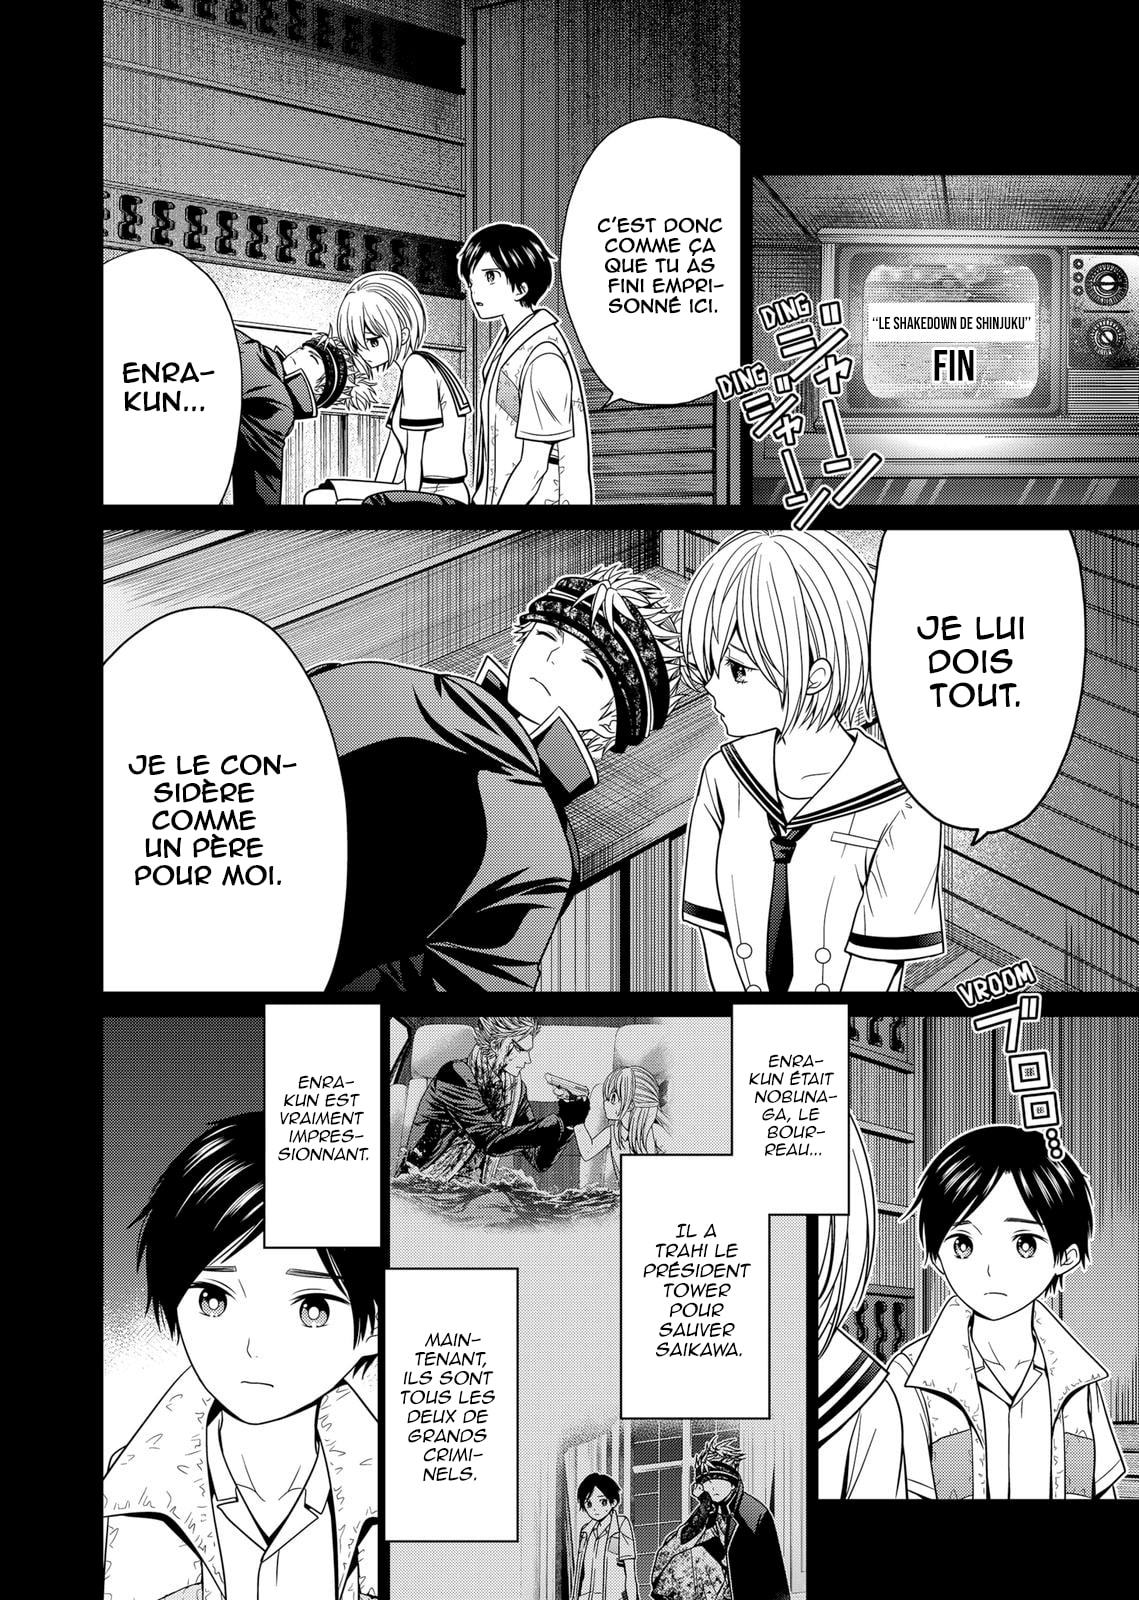 “LE SHAKEDOWN DE SHINJUKU”
FIN
DING
DING
ジャーン
ジャーン
C'EST DONC
COMME ÇA
QUE TU AS
FINI EMPRI-
SONNÉ ICI.
ENRA-
KUN...
JE LUI
DOIS
TOUT.
JE LE CON-
SIDÈRE
COMME
UN PÈRE
POUR MOI.
VROOM
ブロロ...
ENRA-
KUN ÉTAIT
NOBUNA-
GA, LE
BOUR-
REAU...
IL A
TRAHI LE
PRÉSIDENT
TOWER
POUR
SAUVER
SAIKAWA.
ENRA-
KUN EST
VRAIMENT
IMPRES-
SIONNANT.
MAIN-
TENANT,
ILS SONT
TOUS LES
DEUX DE
GRANDS
CRIMI-
NELS.